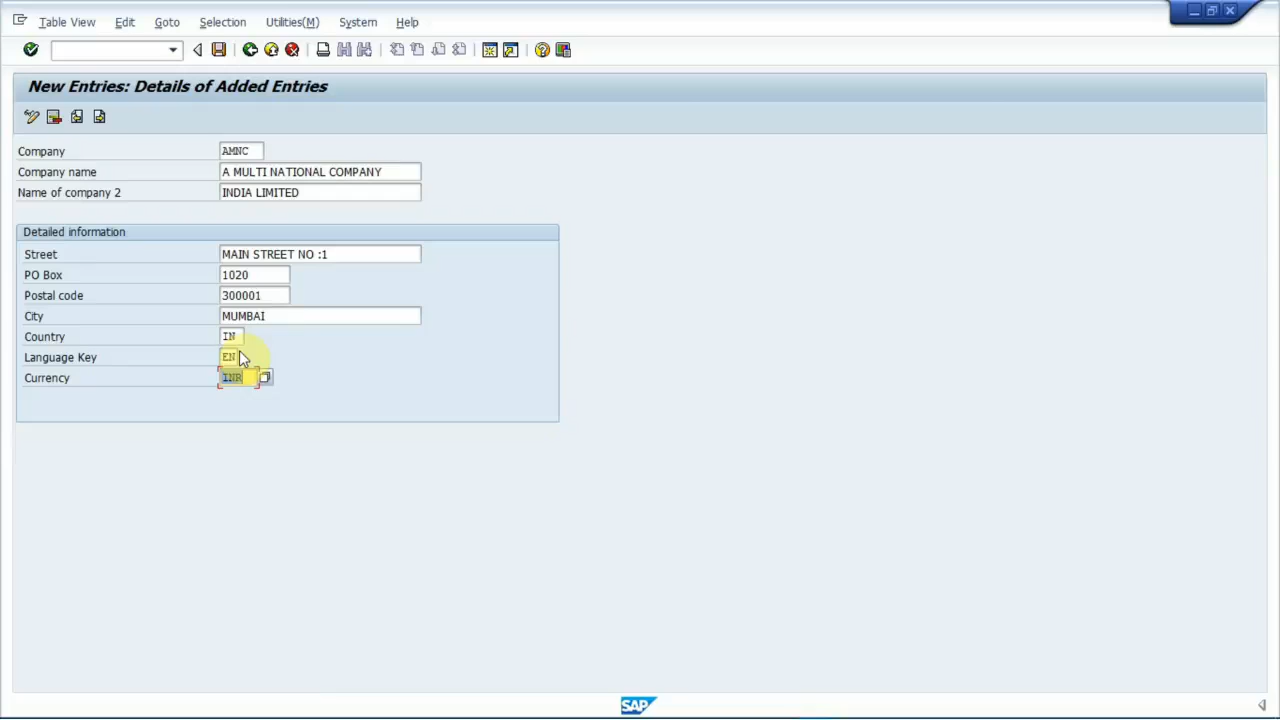 Table View Edit Goto Selection Utilities(M) System Help
New Entries: Details of Added Entries
Company AMNC
Company name A MULTI NATIONAL COMPANY
Name of company 2 INDIA LIMITED
Detailed information
Street MAIN STREET NO :1
PO Box 1020
Postal code 300001
City MUMBAI
Country IN
Language Key EN
Currency INR
SAP